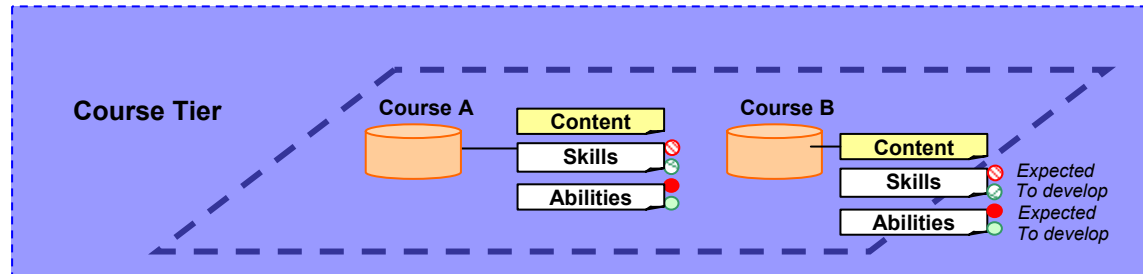 Course Tier
Course A
Content
Skills
Abilities
Course B
Content
Skills
Expected
To develop
Abilities
Expected
To develop